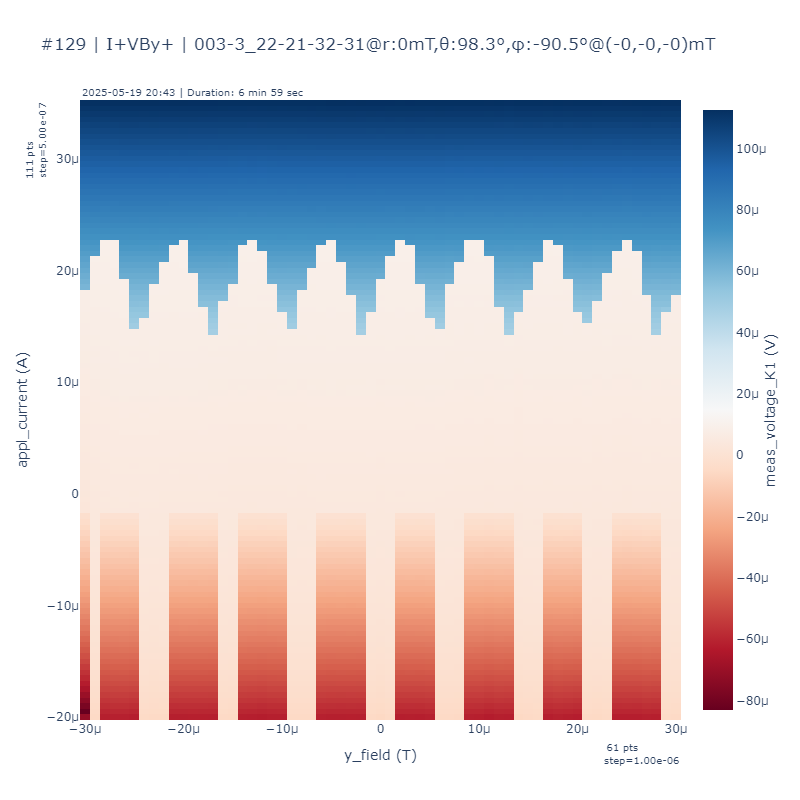 #129 | I+VBy+ | 003-3_22-21-32-31@r:0mT,θ:98.3°,φ:-90.5°@(-0,-0,-0)mT
2025-05-19 20:43 | Duration: 6 min 59 sec
111 pts
step=5.00e-07
30µ
20µ
10µ
0
−10µ
−20µ
appl_current (A)
−30µ
−20µ
−10µ
0
10µ
20µ
30µ
y_field (T)
61 pts
step=1.00e-06
100µ
80µ
60µ
40µ
20µ
0
−20µ
−40µ
−60µ
−80µ
meas_voltage_K1 (V)